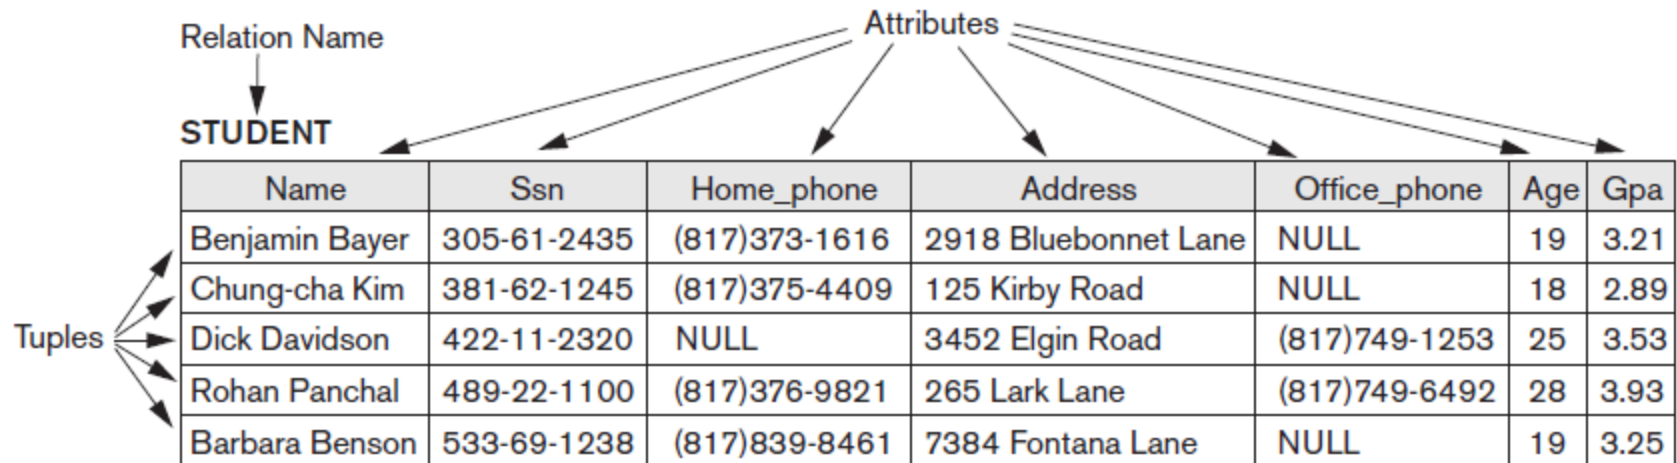 Attributes
Relation Name
STUDENT
Name Ssn Home_phone Address Office_phone Age Gpa
Benjamin Bayer 305-61-2435 (817)373-1616 2918 Bluebonnet Lane NULL 19 3.21
Chung-cha Kim 381-62-1245 (817)375-4409 125 Kirby Road NULL 18 2.89
Tuples Dick Davidson 422-11-2320 NULL 3452 Elgin Road (817)749-1253 25 3.53
Rohan Panchal 489-22-1100 (817)376-9821 265 Lark Lane (817)749-6492 28 3.93
Barbara Benson 533-69-1238 (817)839-8461 7384 Fontana Lane NULL 19 3.25